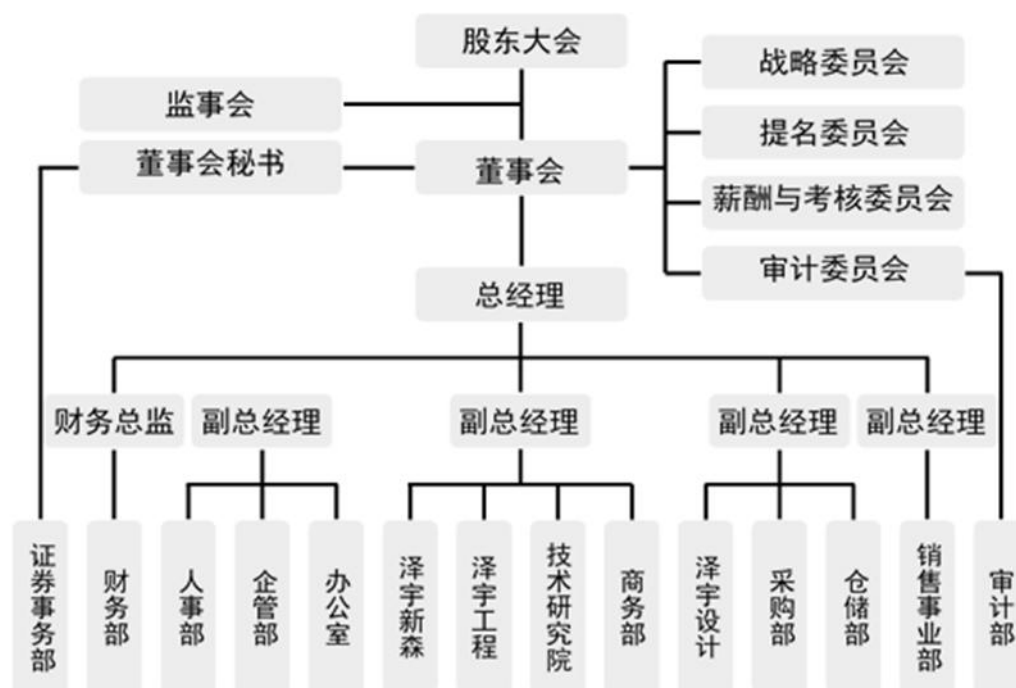 股东大会
战略委员会
监事会
提名委员会
董事会秘书
董事会
薪酬与考核委员会
审计委员会
总经理
财务总监
副总经理
副总经理
副总经理
副总经理
证券事务部
财务部
人事部
企管部
办公室
泽宇新森
泽宇工程
技术研究院
商务部
泽宇设计
采购部
仓储部
销售事业部
审计部